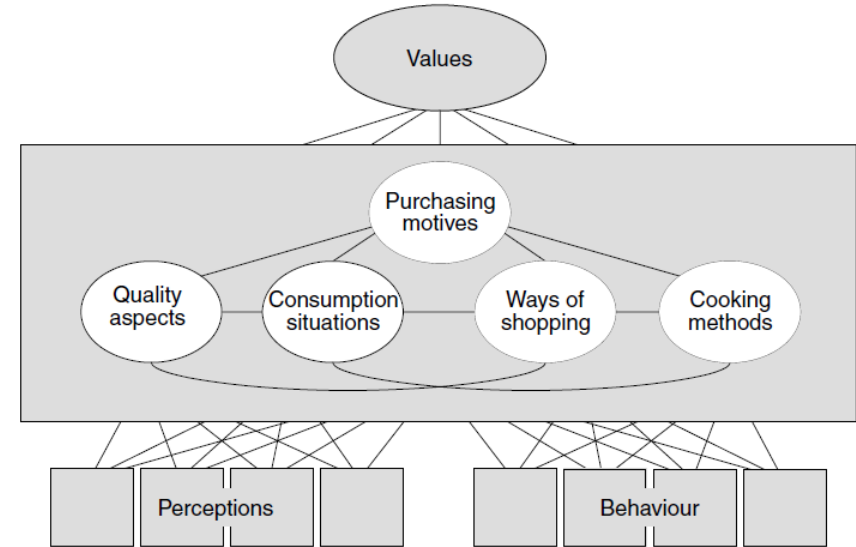 Values
Purchasing
motives
Quality
aspects
Consumption
situations
Ways of
shopping
Cooking
methods
Perceptions
Behaviour